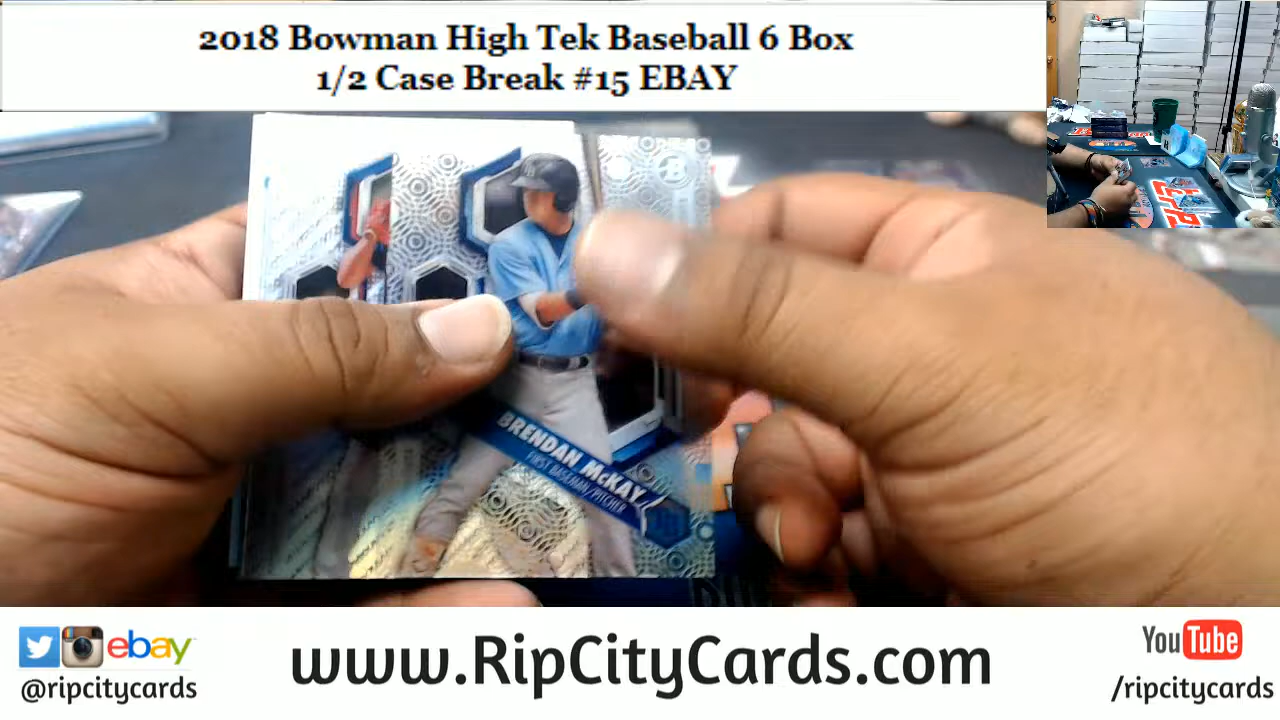 2018 Bowman High Tek Baseball 6 Box
1/2 Case Break #15 EBAY
BRENDAN McKAY
FIRST BASEMAN/PITCHER
ebay
@ripcitycards
www.RipCityCards.com
YouTube
/ripcitycards